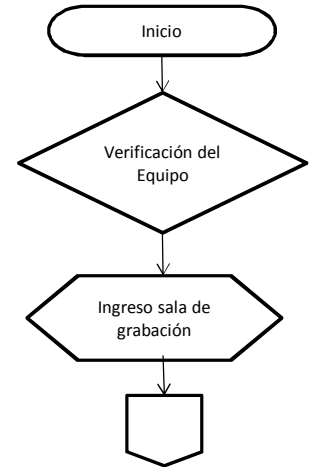 Inicio
Verificación del
Equipo
Ingreso sala de
grabación